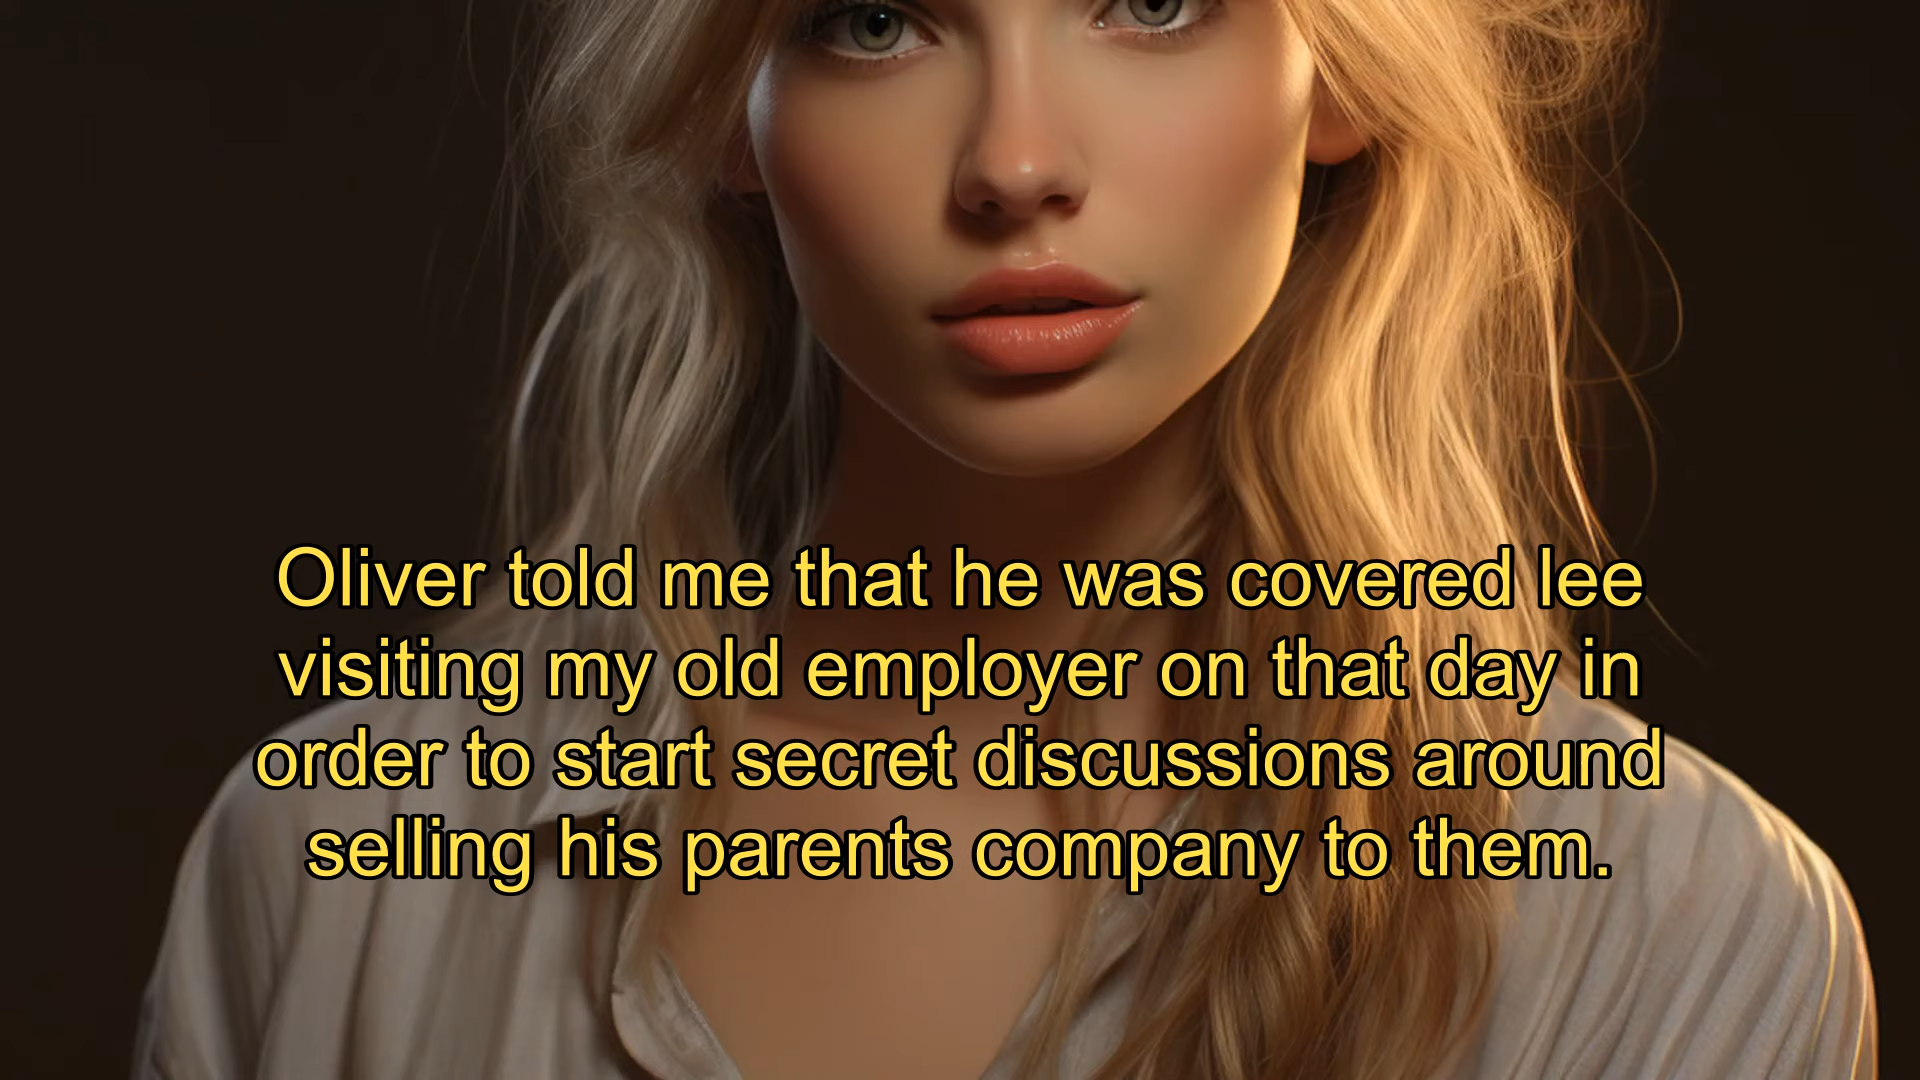 Oliver told me that he was covered lee
visiting my old employer on that day in
order to start secret discussions around
selling his parents company to them.